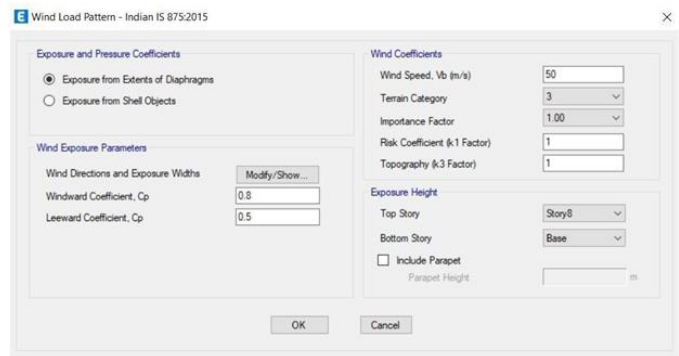 E Wind Load Pattern - Indian IS 875:2015
Exposure and Pressure Coefficients
Exposure from Extents of Diaphragms
Exposure from Shell Objects
Wind Exposure Parameters
Wind Directions and Exposure Widths Modify/Show...
Windward Coefficient, Cp 0.8
Leeward Coefficient, Cp 0.5
Wind Coefficients
Wind Speed, Vb (m/s) 50
Terrain Category 3
Importance Factor 1.00
Risk Coefficient (k1 Factor) 1
Topography (k3 Factor) 1
Exposure Height
Top Story Story8
Bottom Story Base
Include Parapet
Parapet Height m
OK Cancel